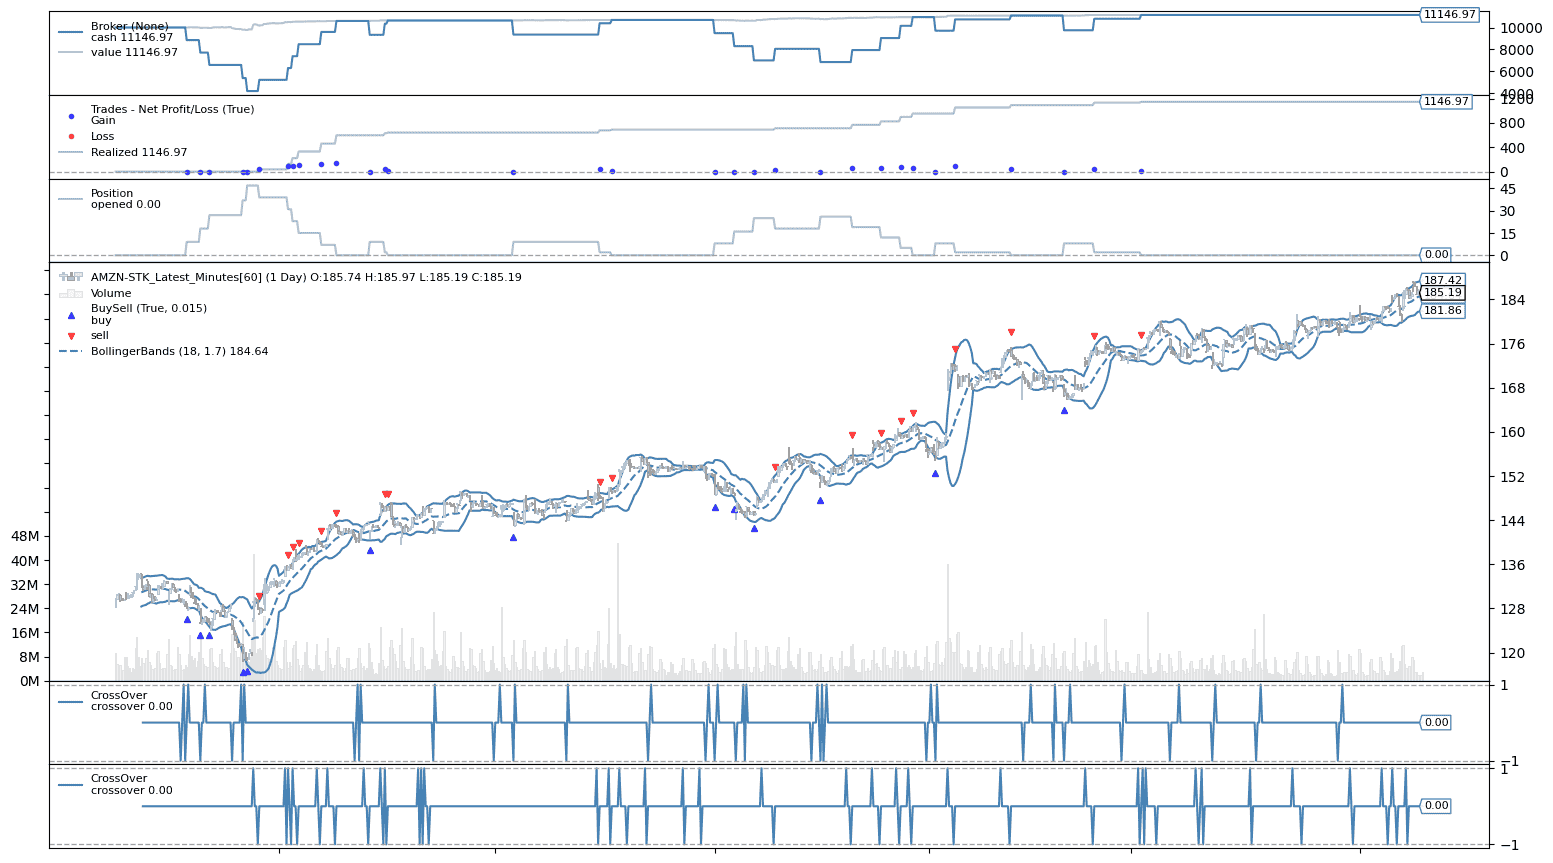 Broker (None)
cash 11146.97
value 11146.97
11146.97
10000
8000
6000
4000
Trades - Net Profit/Loss (True)
Gain
Loss
Realized 1146.97
1146.97
1200
800
400
0
Position
opened 0.00
0.00
45
30
15
0
AMZN-STK_Latest_Minutes[60] (1 Day) O:185.74 H:185.97 L:185.19 C:185.19
Volume
BuySell (True, 0.015)
buy
sell
BollingerBands (18, 1.7) 184.64
187.42
185.19
181.86
184
176
168
160
152
144
136
128
120
48M
40M
32M
24M
16M
8M
0M
CrossOver
crossover 0.00
0.00
1
−1
CrossOver
crossover 0.00
0.00
1
−1